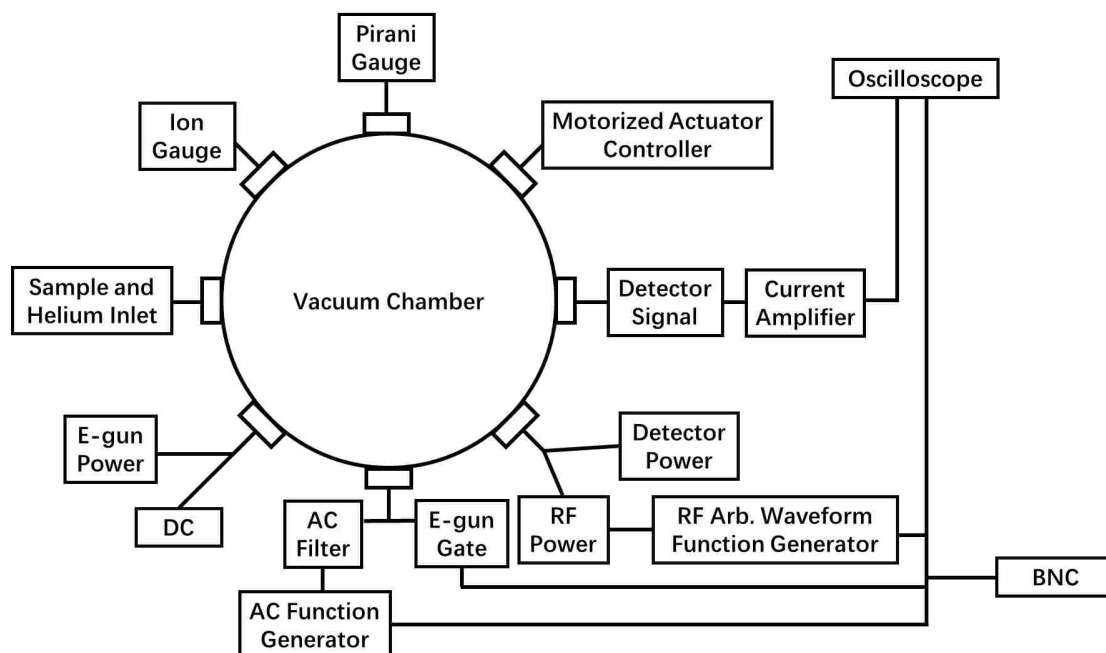 Pirani
Gauge
Oscilloscope
Ion
Gauge
Motorized Actuator
Controller
Sample and
Helium Inlet
Vacuum Chamber
Detector
Signal
Current
Amplifier
E-gun
Power
Detector
Power
DC
AC
Filter
E-gun
Gate
RF
Power
RF Arb. Waveform
Function Generator
BNC
AC Function
Generator